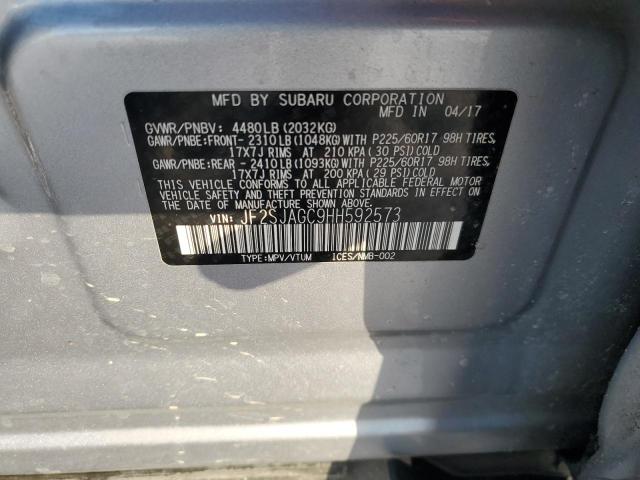 MFD BY SUBARU CORPORATION
MFD IN 04/17
GVWR/PNBV: 4480LB (2032KG)
GAWR/PNBE: FRONT- 2310LB (1048KG) WITH P225/60R17 98H TIRES,
17X7J RIMS AT 210 KPA (30 PSI) COLD
GAWR/PNBE: REAR - 2410LB (1093KG) WITH P225/60R17 98H TIRES,
17X7J RIMS AT 200 KPA (29 PSI) COLD
THIS VEHICLE CONFORMS TO ALL APPLICABLE FEDERAL MOTOR
VEHICLE SAFETY AND THEFT PREVENTION STANDARDS IN EFFECT ON
THE DATE OF MANUFACTURE SHOWN ABOVE.
VIN: JF2SJAGC9HH592573
TYPE:MPV/VTUM ICES/NMB-002